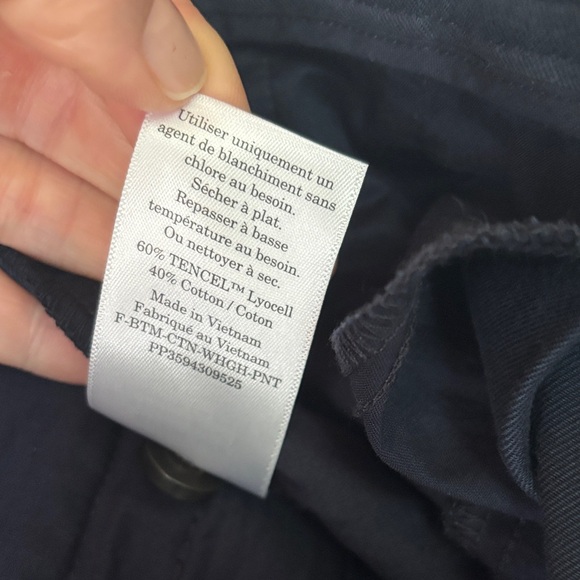 Utiliser uniquement un
agent de blanchiment sans
chlore au besoin.
Sécher à plat.
Repasser à basse
température au besoin.
Ou nettoyer à sec.
60% TENCEL™ Lyocell
40% Cotton / Coton
Made in Vietnam
Fabriqué au Vietnam
F-BTM-CTN-WHGH-PNT
PP3594309525